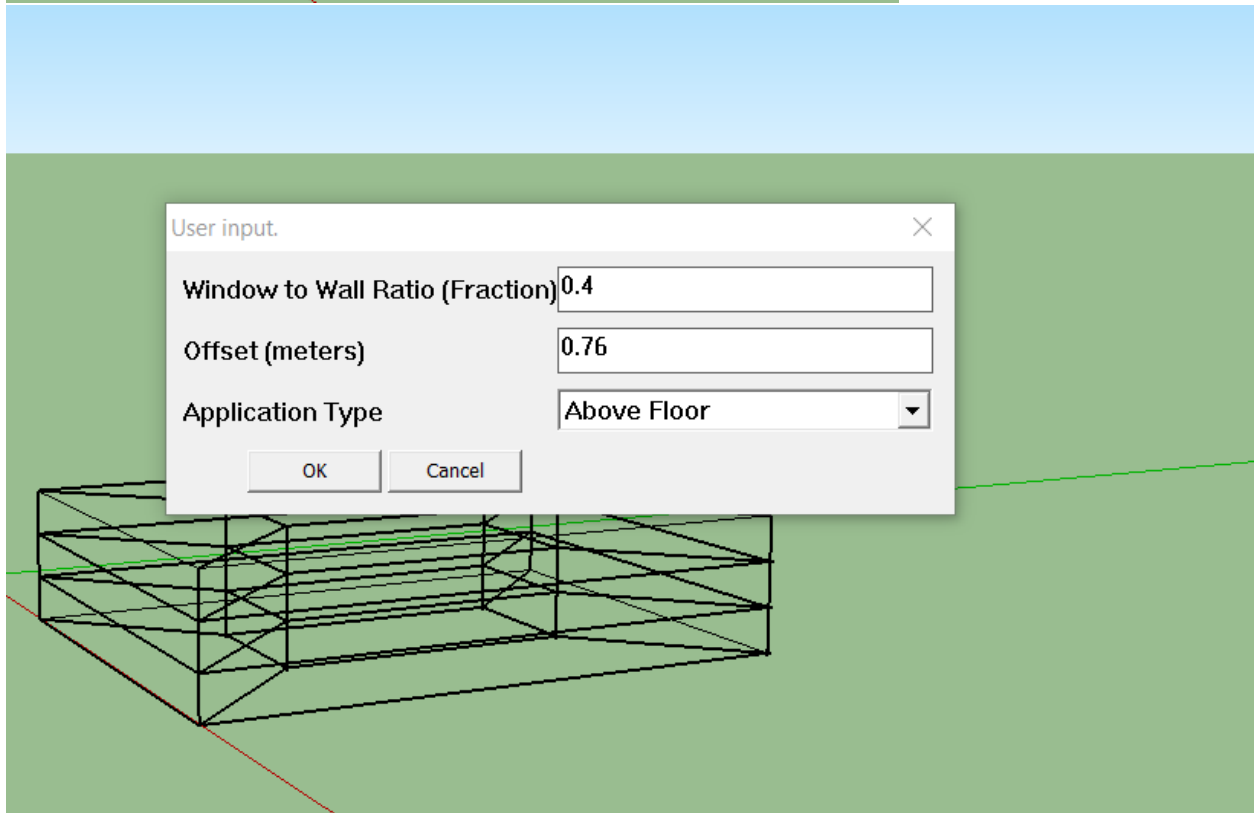 User input.
Window to Wall Ratio (Fraction) 0.4
Offset (meters) 0.76
Application Type Above Floor
OK Cancel